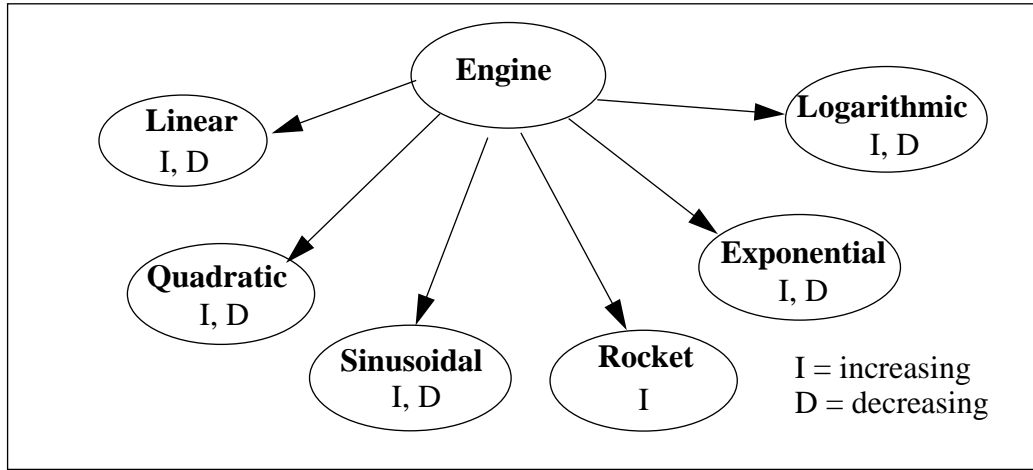 Engine
Linear
I, D
Logarithmic
I, D
Quadratic
I, D
Exponential
I, D
Sinusoidal
I, D
Rocket
I
I = increasing
D = decreasing